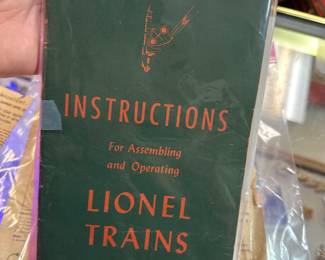 INSTRUCTIONS
For Assembling
and Operating
LIONEL
TRAINS